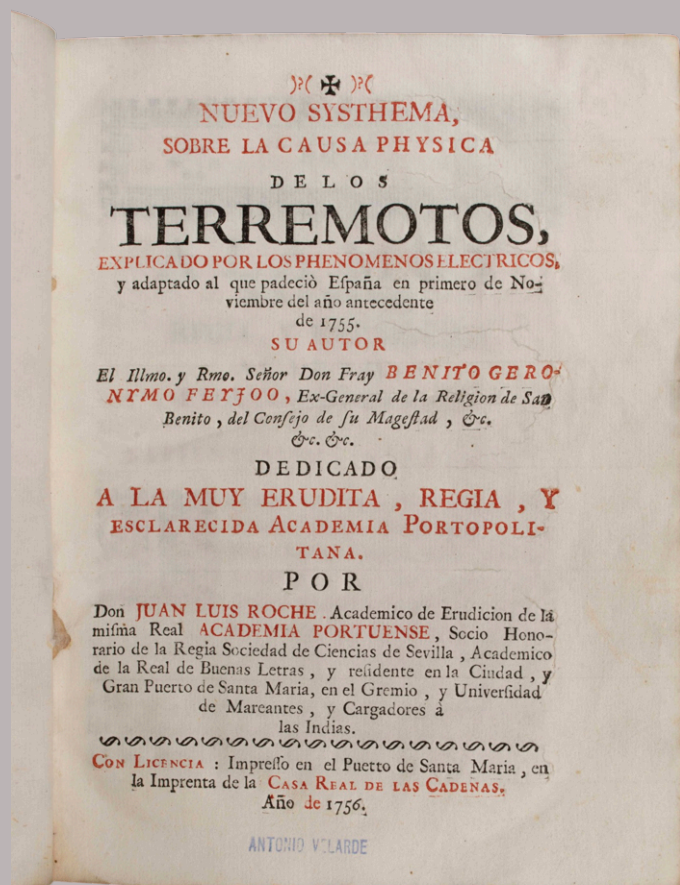 )?( ✠ )?(
NUEVO SYSTHEMA,
SOBRE LA CAUSA PHYSICA
DE LOS
TERREMOTOS,
EXPLICADO POR LOS PHENOMENOS ELECTRICOS,
y adaptado al que padeciò Eſpaña en primero de No-
viembre del año antecedente
de 1755.
SU AUTOR
El Illmo. y Rmo. Señor Don Fray BENITO GERO-
NYMO FEYJOO, Ex-General de la Religion de San
Benito, del Conſejo de ſu Mageſtad, &c.
&c. &c.
DEDICADO
A LA MUY ERUDITA, REGIA, Y
ESCLARECIDA ACADEMIA PORTOPOLI-
TANA.
POR
Don JUAN LUIS ROCHE. Academico de Erudicion de la
miſma Real ACADEMIA PORTUENSE, Socio Hono-
rario de la Regia Sociedad de Ciencias de Sevilla, Academico
de la Real de Buenas Letras, y reſidente en la Ciudad, y
Gran Puerto de Santa Maria, en el Gremio, y Univerſidad
de Mareantes, y Cargadores à
las Indias.
CON LICENCIA: Impreſſo en el Puetto de Santa Maria, en
la Imprenta de la CASA REAL DE LAS CADENAS.
Año de 1756.
ANTONIO VELARDE